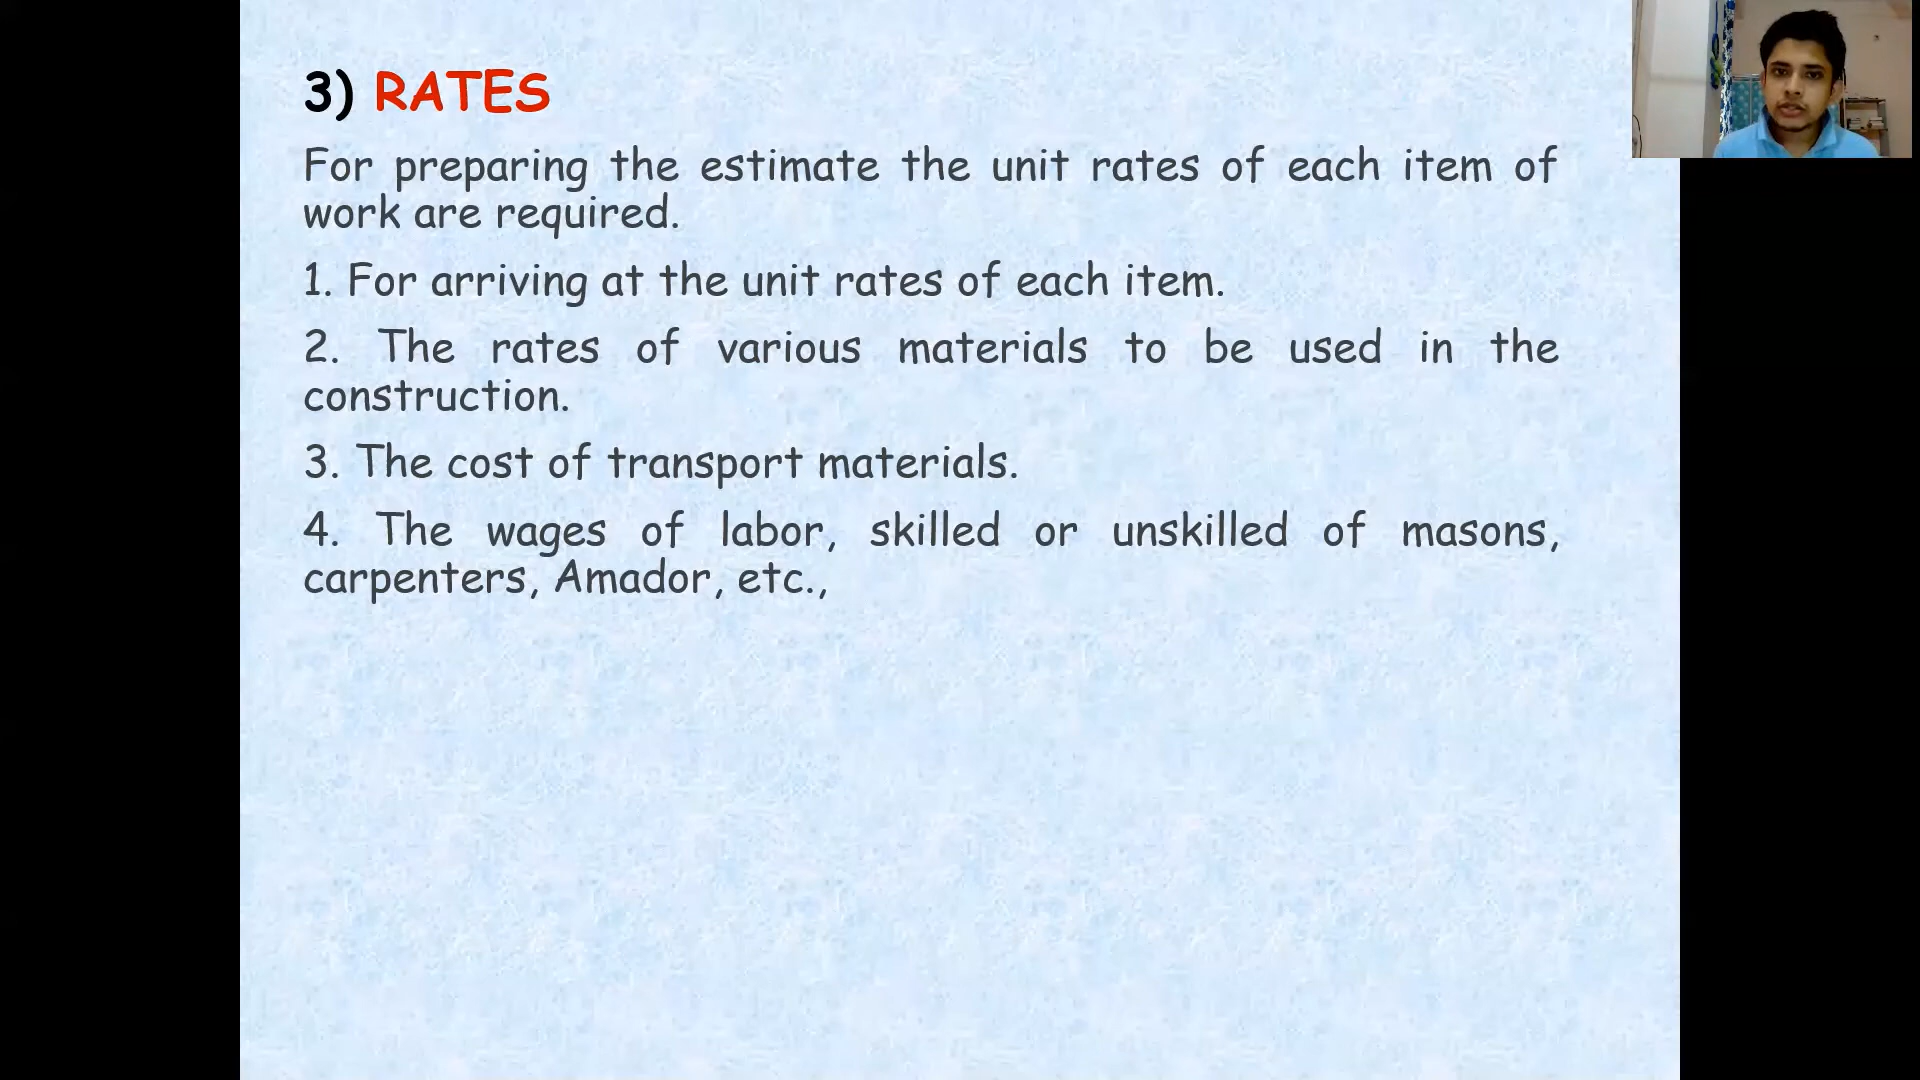 3) RATES
For preparing the estimate the unit rates of each item of
work are required.
1. For arriving at the unit rates of each item.
2. The rates of various materials to be used in the
construction.
3. The cost of transport materials.
4. The wages of labor, skilled or unskilled of masons,
carpenters, Amador, etc.,